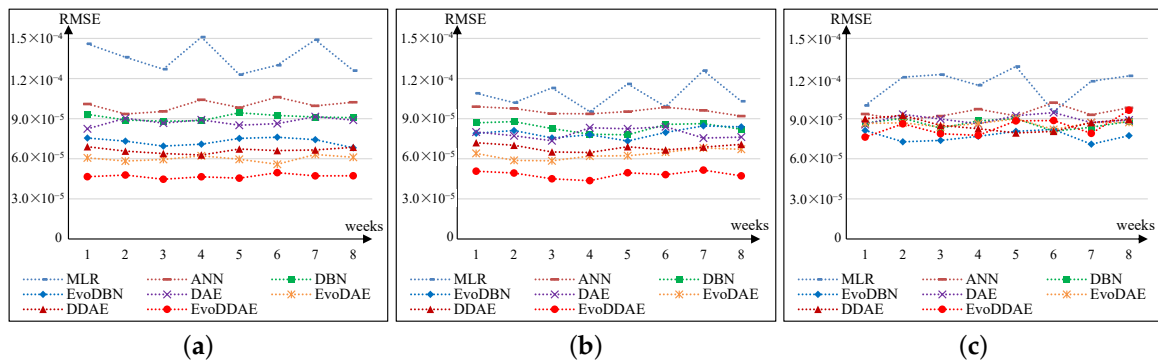 RMSE
1.5×10⁻⁴
1.2×10⁻⁴
9.0×10⁻⁵
6.0×10⁻⁵
3.0×10⁻⁵
0
weeks
1 2 3 4 5 6 7 8
MLR ANN DBN
EvoDBN DAE EvoDAE
DDAE EvoDDAE
(a)
RMSE
1.5×10⁻⁴
1.2×10⁻⁴
9.0×10⁻⁵
6.0×10⁻⁵
3.0×10⁻⁵
0
weeks
1 2 3 4 5 6 7 8
MLR ANN DBN
EvoDBN DAE EvoDAE
DDAE EvoDDAE
(b)
RMSE
1.5×10⁻⁴
1.2×10⁻⁴
9.0×10⁻⁵
6.0×10⁻⁵
3.0×10⁻⁵
0
weeks
1 2 3 4 5 6 7 8
MLR ANN DBN
EvoDBN DAE EvoDAE
DDAE EvoDDAE
(c)